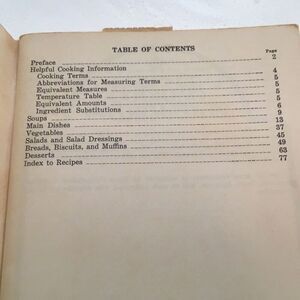 TABLE OF CONTENTS
Page
Preface 2
Helpful Cooking Information 4
Cooking Terms 5
Abbreviations for Measuring Terms 5
Equivalent Measures 5
Temperature Table 5
Equivalent Amounts 6
Ingredient Substitutions 9
Soups 13
Main Dishes 37
Vegetables 45
Salads and Salad Dressings 49
Breads, Biscuits, and Muffins 63
Desserts 77
Index to Recipes